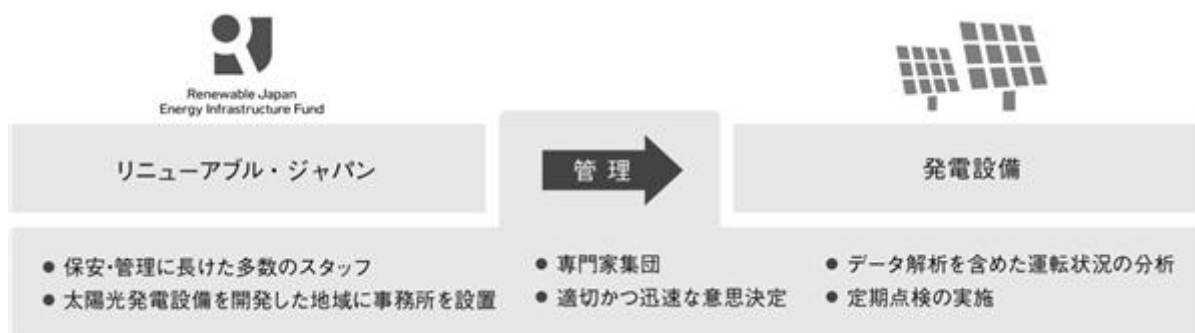 Renewable Japan
Energy Infrastructure Fund
リニューアブル・ジャパン
管理
発電設備
● 保安・管理に長けた多数のスタッフ
● 太陽光発電設備を開発した地域に事務所を設置
● 専門家集団
● 適切かつ迅速な意思決定
● データ解析を含めた運転状況の分析
● 定期点検の実施